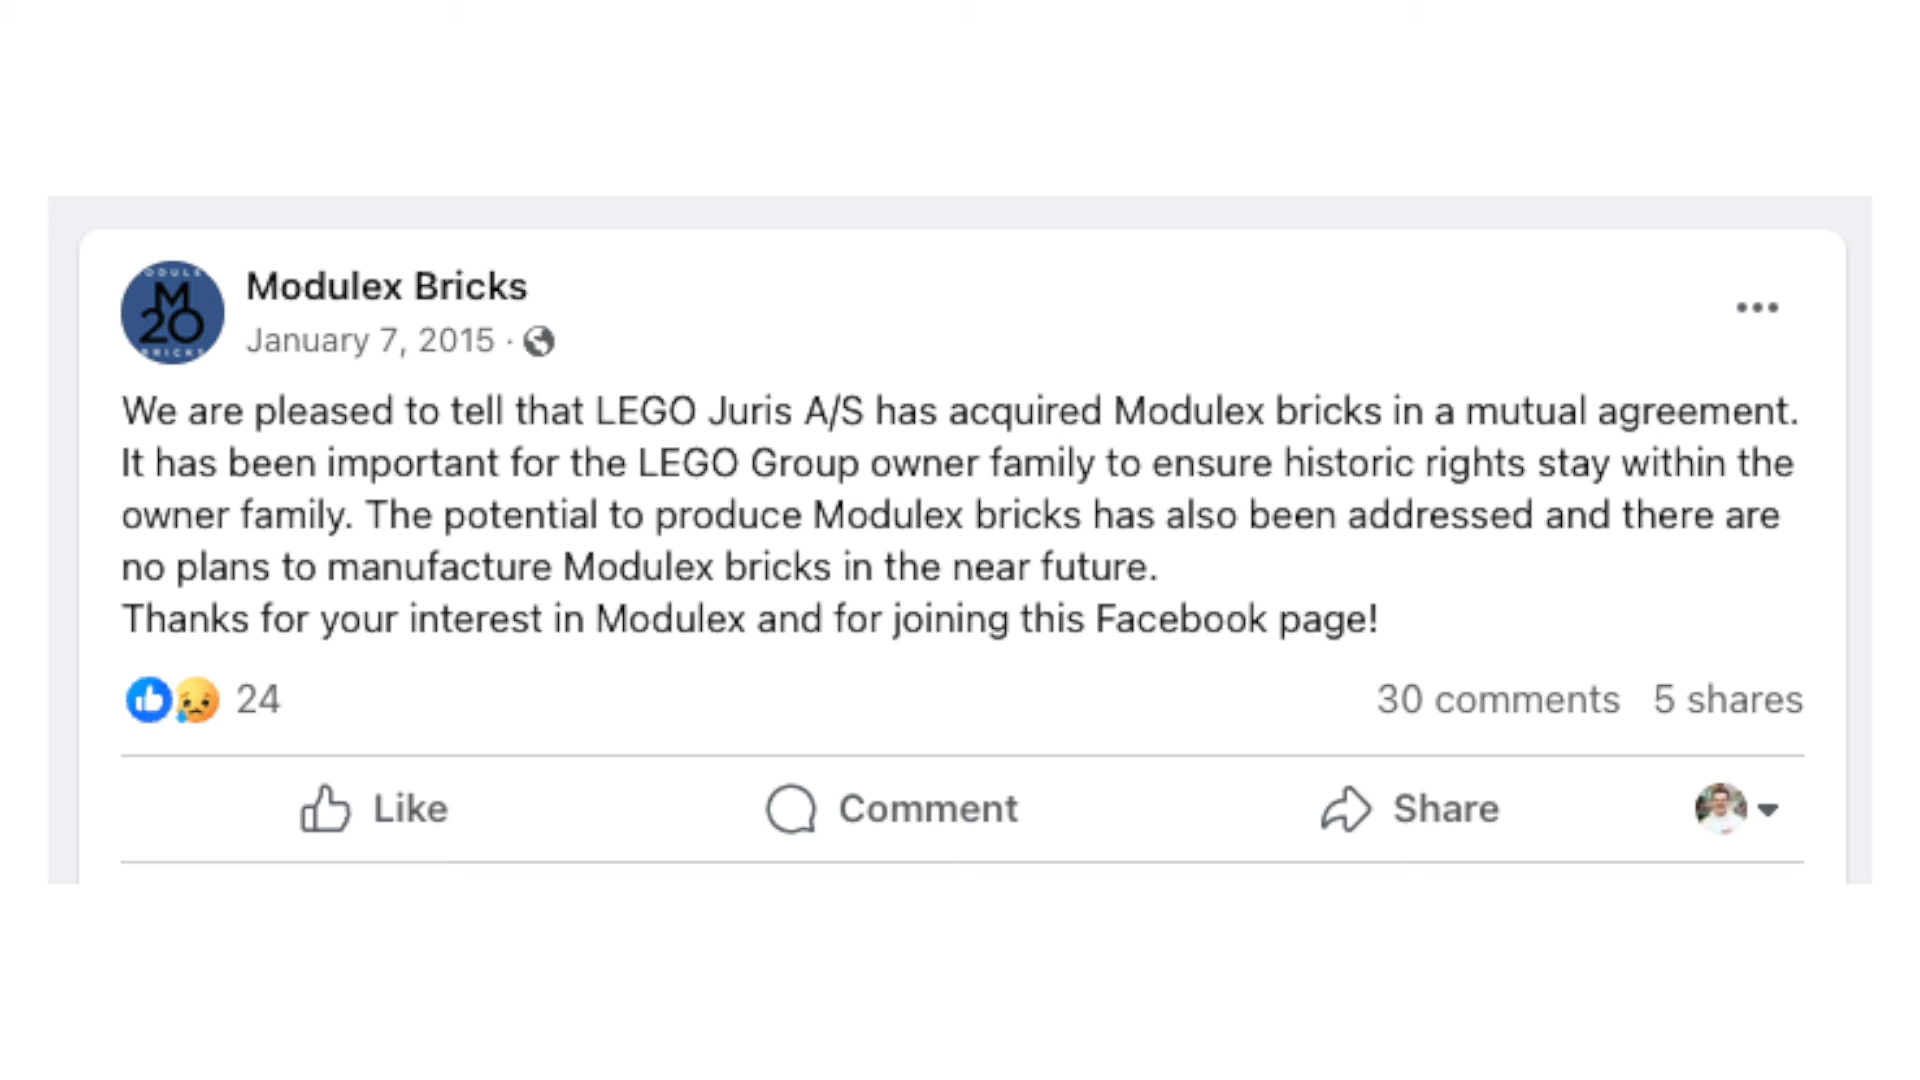 ODULE
M
20
BRICKS
Modulex Bricks
January 7, 2015 ·
We are pleased to tell that LEGO Juris A/S has acquired Modulex bricks in a mutual agreement.
It has been important for the LEGO Group owner family to ensure historic rights stay within the
owner family. The potential to produce Modulex bricks has also been addressed and there are
no plans to manufacture Modulex bricks in the near future.
Thanks for your interest in Modulex and for joining this Facebook page!
24
30 comments 5 shares
Like Comment Share